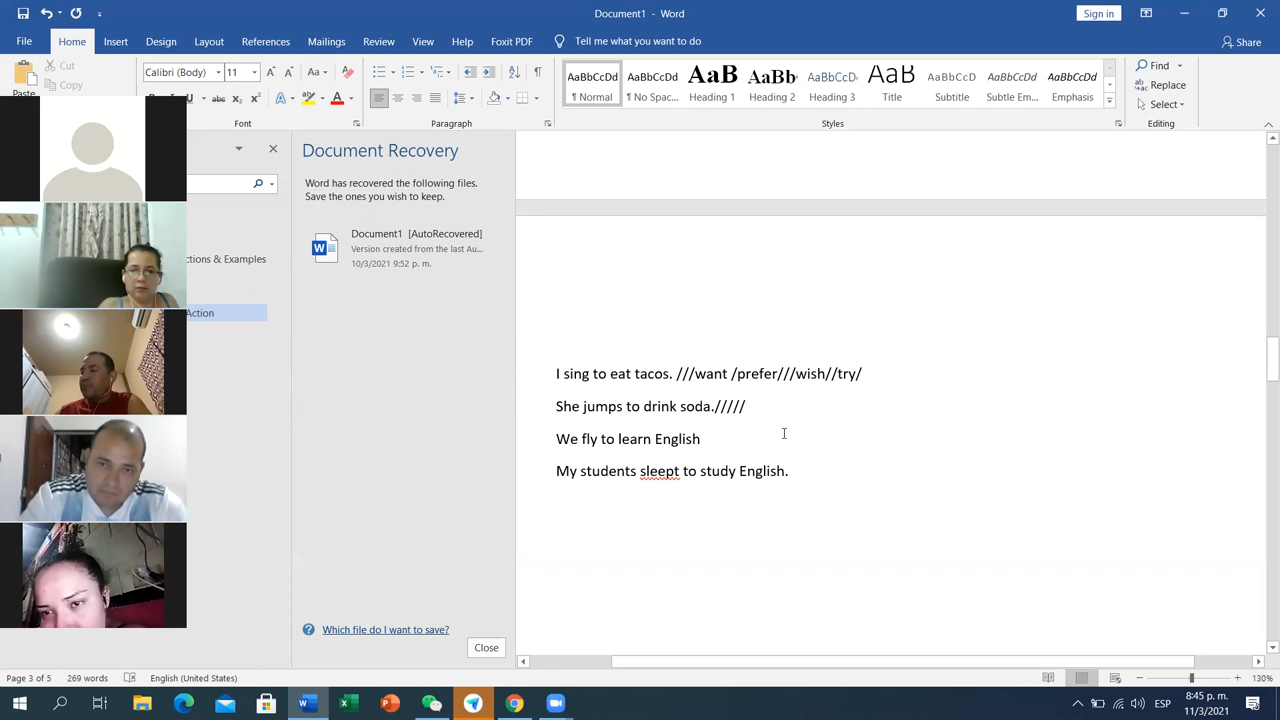 Document1 - Word
Sign in
File Home Insert Design Layout References Mailings Review View Help Foxit PDF Tell me what you want to do Share
Paste
Cut
Copy
Calibri (Body) 11
Font
Paragraph
AaBbCcDd AaBbCcDd AaB AaBb AaBbCcD AaB AaBbCcD AaBbCcDd AaBbCcDd
¶ Normal ¶ No Spac... Heading 1 Heading 2 Heading 3 Title Subtitle Subtle Em... Emphasis
Styles
Find
Replace
Select
Editing
ctions & Examples
Action
Document Recovery
Word has recovered the following files.
Save the ones you wish to keep.
Document1 [AutoRecovered]
Version created from the last Au...
10/3/2021 9:52 p. m.
Which file do I want to save?
Close
I sing to eat tacos. ///want /prefer///wish//try/
She jumps to drink soda./////
We fly to learn English
My students sleept to study English.
Page 3 of 5 269 words English (United States)
130%
ESP
8:45 p. m.
11/3/2021